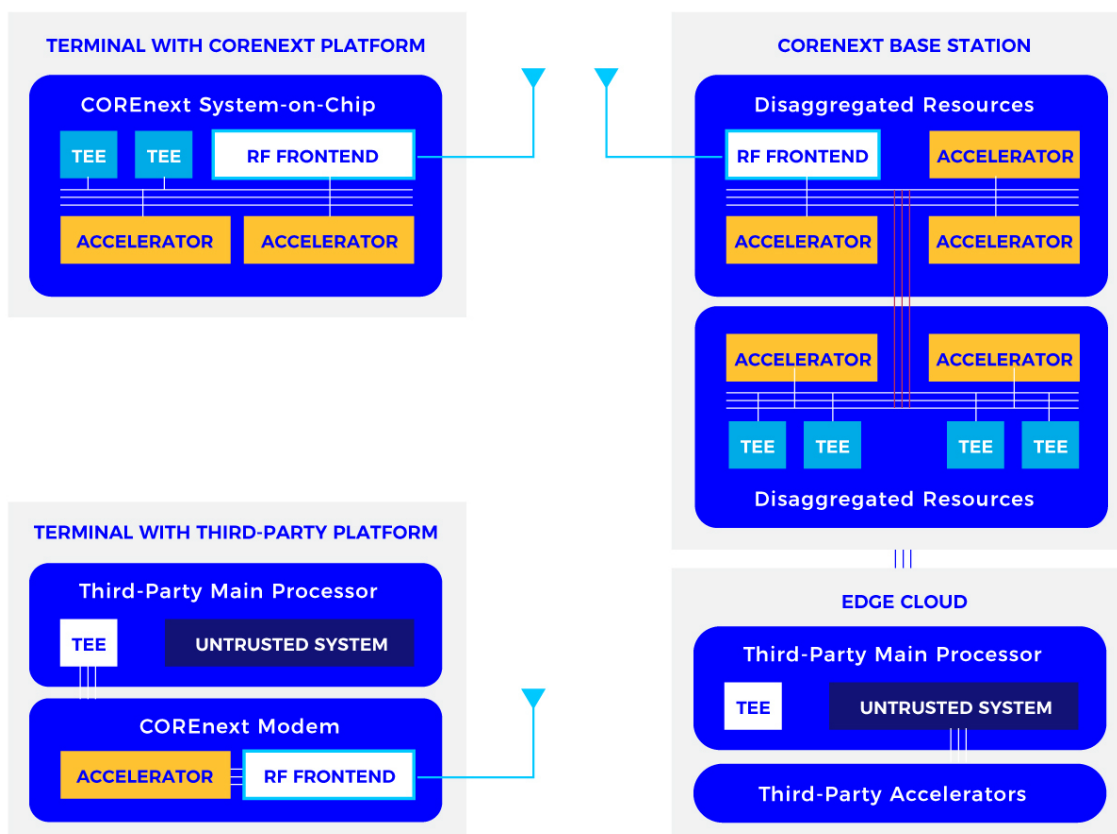 TERMINAL WITH CORENEXT PLATFORM
COREnext System-on-Chip
TEE
TEE
RF FRONTEND
ACCELERATOR
ACCELERATOR
CORENEXT BASE STATION
Disaggregated Resources
RF FRONTEND
ACCELERATOR
ACCELERATOR
ACCELERATOR
ACCELERATOR
ACCELERATOR
TEE
TEE
TEE
TEE
Disaggregated Resources
TERMINAL WITH THIRD-PARTY PLATFORM
Third-Party Main Processor
TEE
UNTRUSTED SYSTEM
COREnext Modem
ACCELERATOR
RF FRONTEND
EDGE CLOUD
Third-Party Main Processor
TEE
UNTRUSTED SYSTEM
Third-Party Accelerators